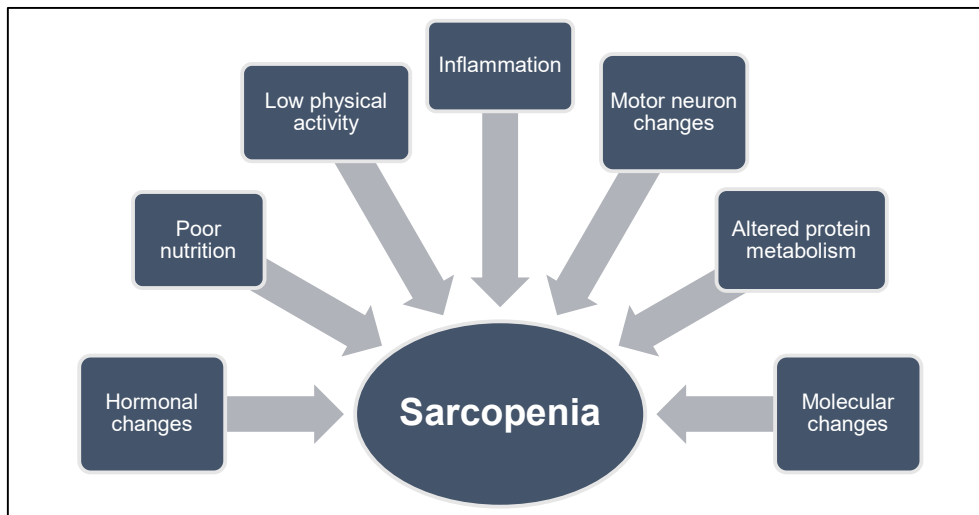 Inflammation
Low physical
activity
Motor neuron
changes
Poor
nutrition
Altered protein
metabolism
Hormonal
changes
Sarcopenia
Molecular
changes